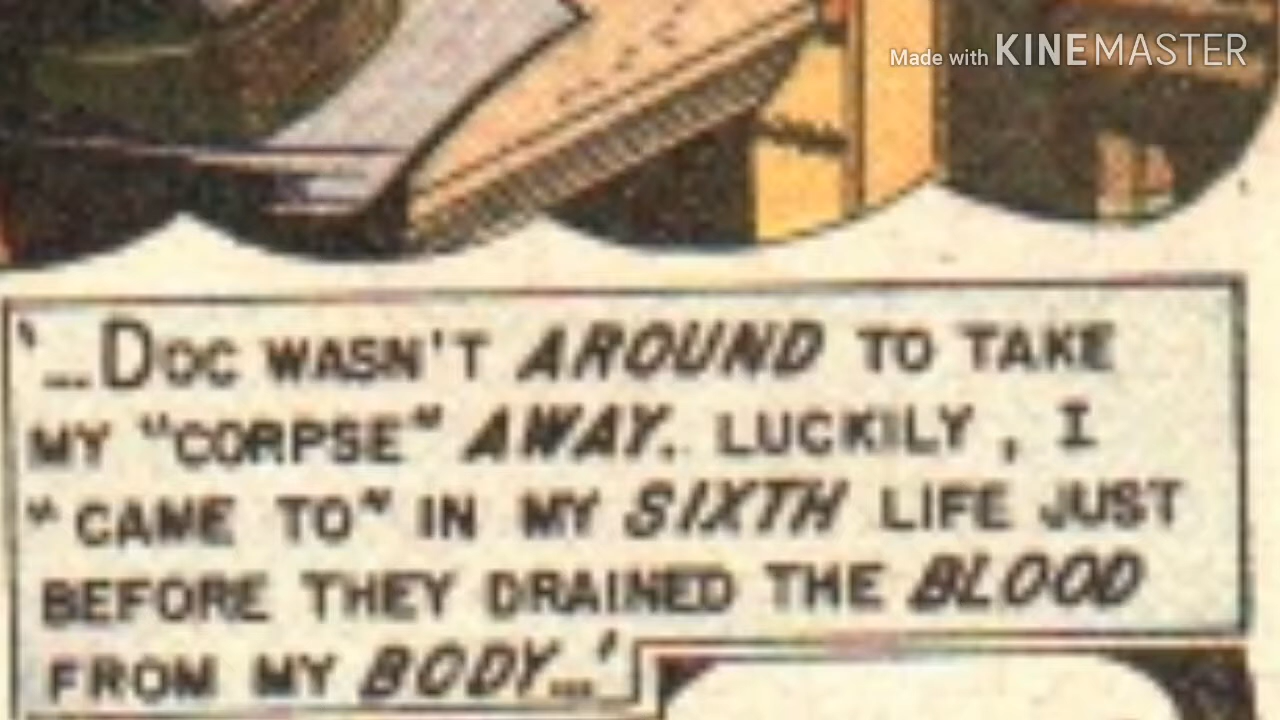 Made with KINEMASTER
'...DOC WASN'T AROUND TO TAKE
MY "CORPSE" AWAY. LUCKILY, I
"CAME TO" IN MY SIXTH LIFE JUST
BEFORE THEY DRAINED THE BLOOD
FROM MY BODY...'